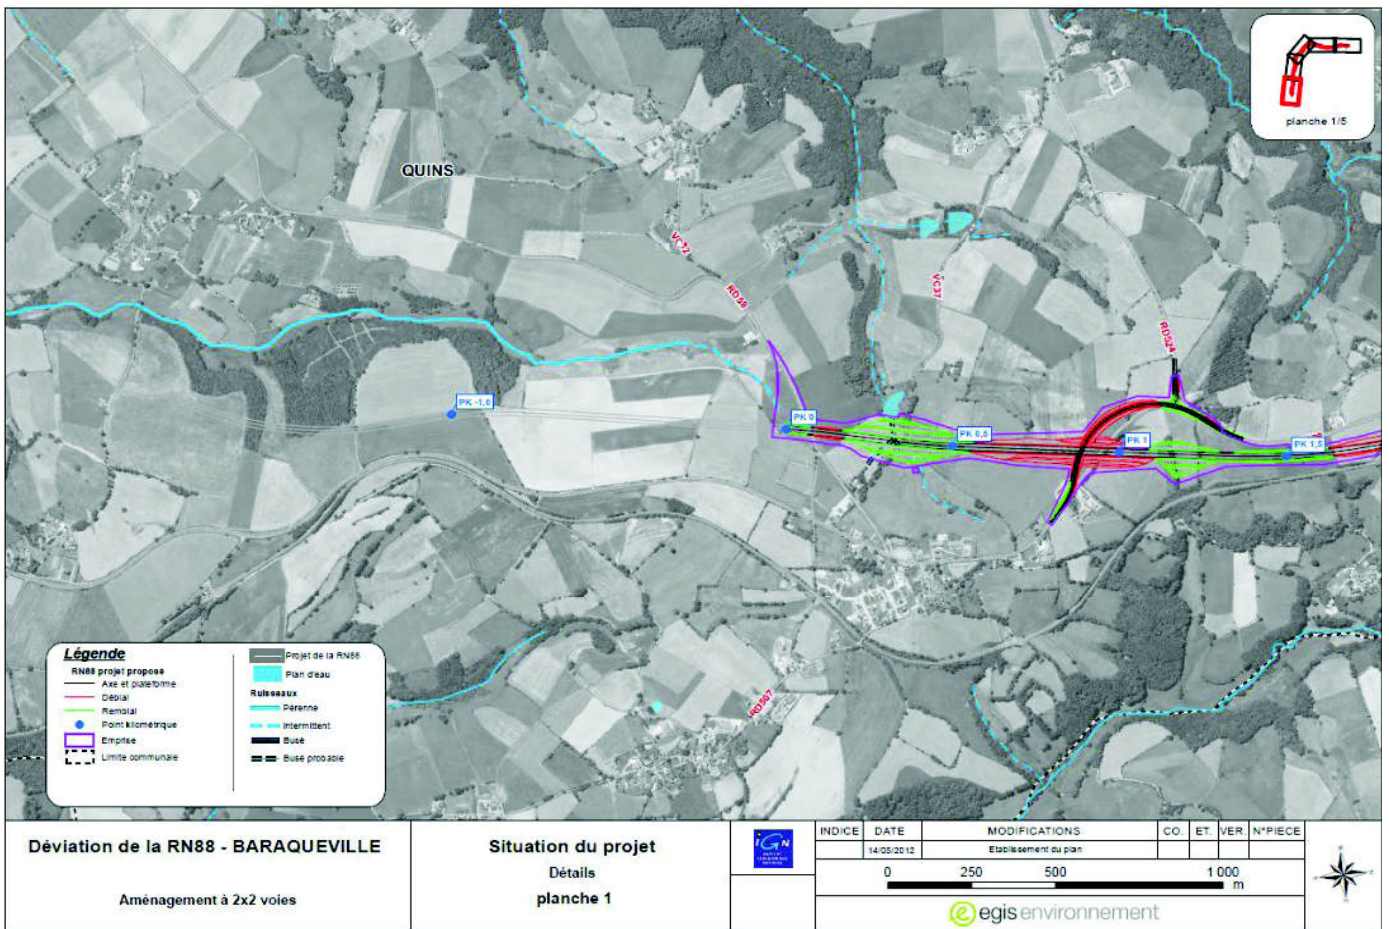 planche 1/5
QUINS
VC12
RD58
VC37
RD524
PK -1,0
PK 0
PK 0,5
PK 1
PK 1,5
RD507
Légende
RN88 projet proposé
Axe et plateforme
Déblai
Remblai
Point kilométrique
Emprise
Limite communale
Projet de la RN88
Plan d'eau
Ruisseaux
Pérenne
Intermittent
Busé
Busé probable
Déviation de la RN88 - BARAQUEVILLE
Aménagement à 2x2 voies
Situation du projet
Détails
planche 1
IGN
INDICE DATE MODIFICATIONS CO. ET. VER. N°PIECE
14/05/2012 Etablissement du plan
0 250 500 1 000
m
egis environnement